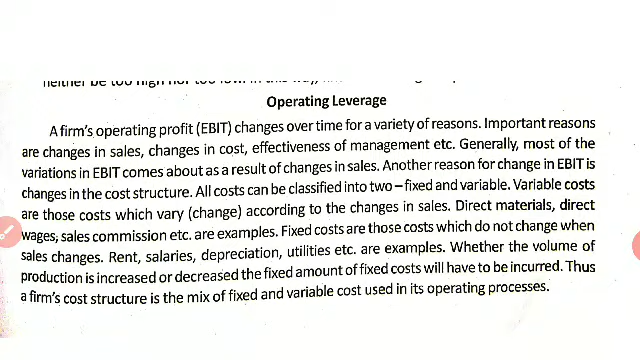 neither be too high nor too low.
Operating Leverage
A firm's operating profit (EBIT) changes over time for a variety of reasons. Important reasons
are changes in sales, changes in cost, effectiveness of management etc. Generally, most of the
variations in EBIT comes about as a result of changes in sales. Another reason for change in EBIT is
changes in the cost structure. All costs can be classified into two – fixed and variable. Variable costs
are those costs which vary (change) according to the changes in sales. Direct materials, direct
wages, sales commission etc. are examples. Fixed costs are those costs which do not change when
sales changes. Rent, salaries, depreciation, utilities etc. are examples. Whether the volume of
production is increased or decreased the fixed amount of fixed costs will have to be incurred. Thus
a firm's cost structure is the mix of fixed and variable cost used in its operating processes.